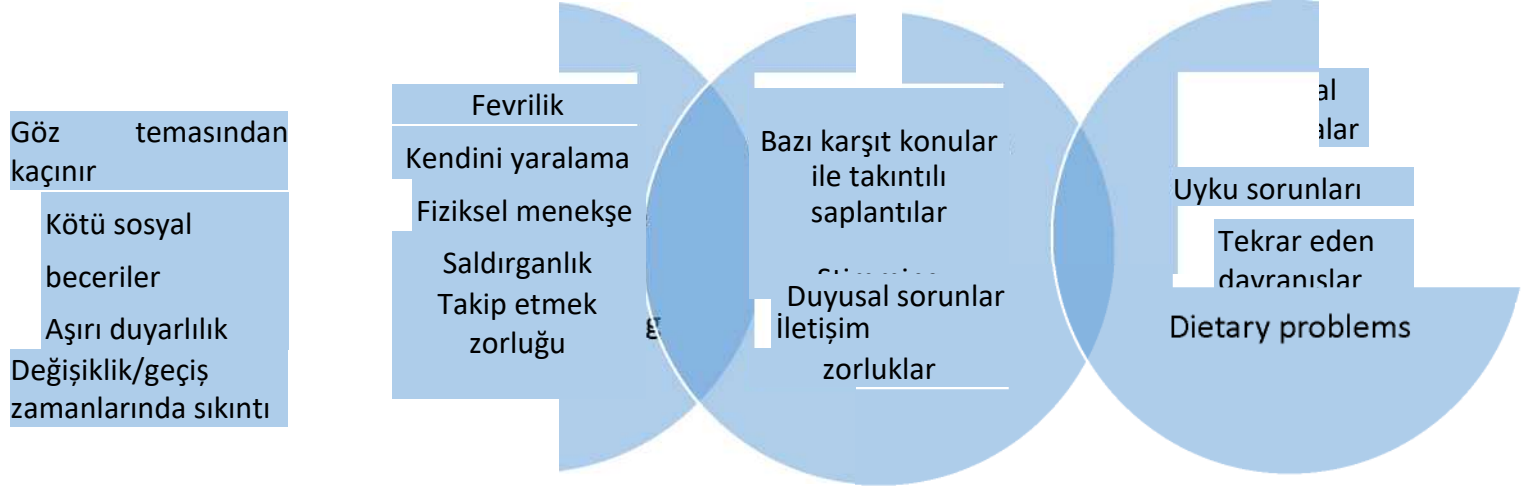 Göz temasından
kaçınır
Kötü sosyal
beceriler
Aşırı duyarlılık
Değişiklik/geçiş
zamanlarında sıkıntı
Fevrilik
Kendini yaralama
Fiziksel menekşe
Saldırganlık
Takip etmek
zorluğu
g
Bazı karşıt konular
ile takıntılı
saplantılar
Duyusal sorunlar
İletişim
zorluklar
al
alar
Uyku sorunları
Tekrar eden
davranışlar
Dietary problems